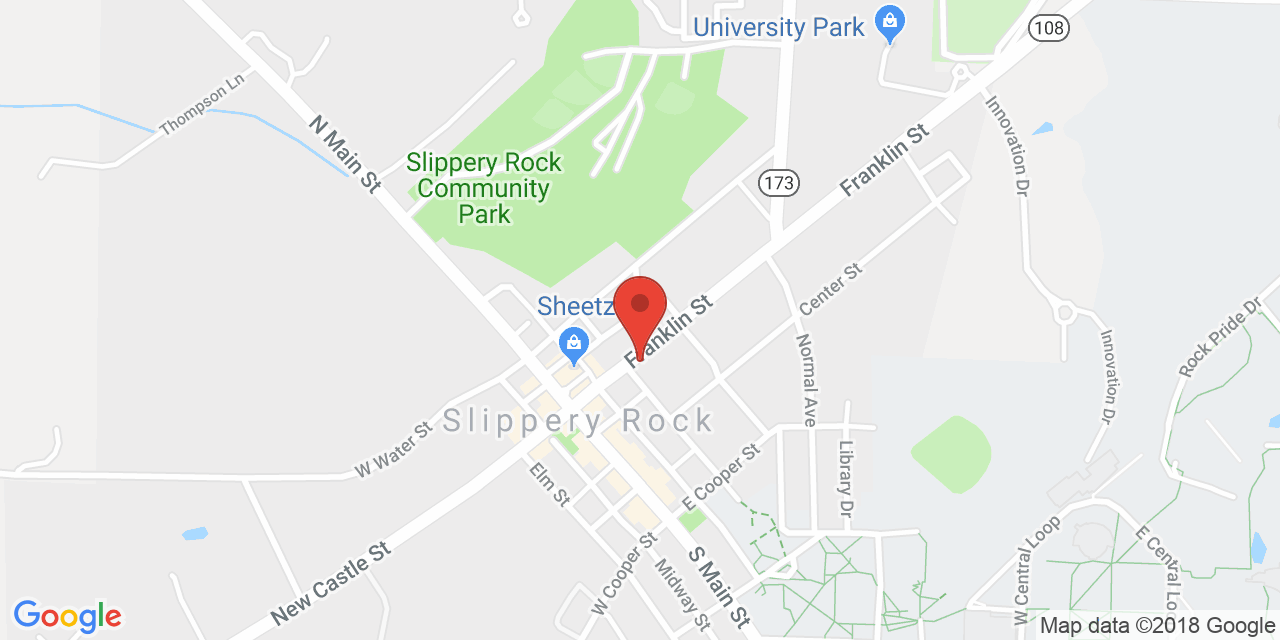 University Park
108
Thompson Ln
N Main St
Innovation Dr
Franklin St
Slippery Rock
Community
Park
173
Center St
Sheetz
Franklin St
Rock Pride Dr
Normal Ave
Innovation Dr
Slippery Rock
W Water St
Elm St
E Cooper St
Library Dr
New Castle St
W Cooper St
Midway St
S Main St
W Central Loop
E Central Loo
Google
Map data ©2018 Google